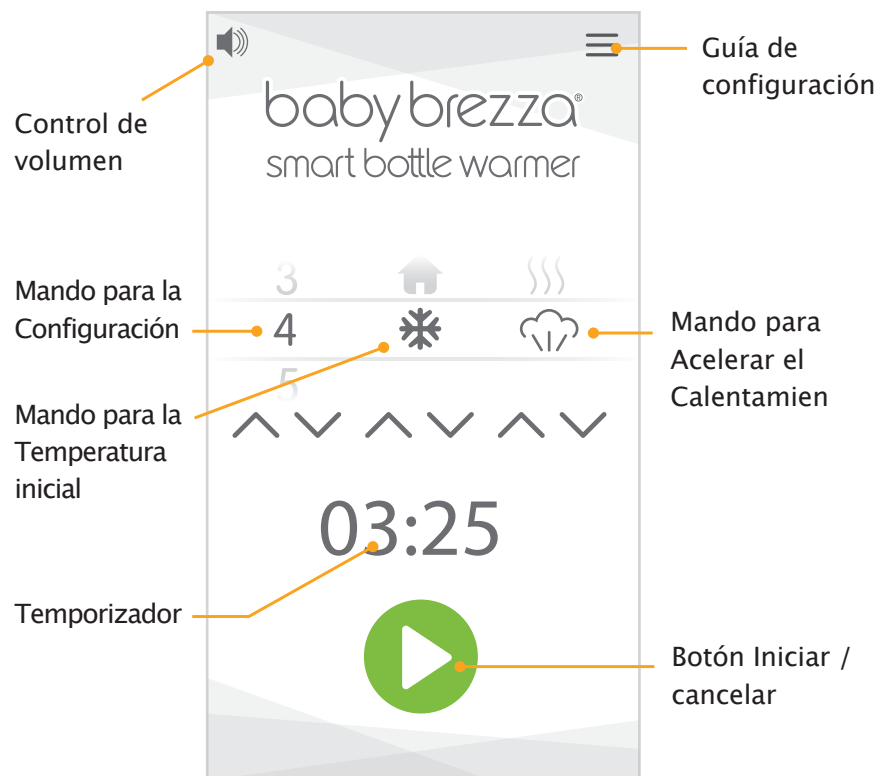 Guía de
configuración
Control de
volumen
baby brezza®
smart bottle warmer
3
4
5
03:25
Mando para la
Configuración
Mando para
Acelerar el
Calentamien
Mando para la
Temperatura
inicial
Temporizador
Botón Iniciar /
cancelar